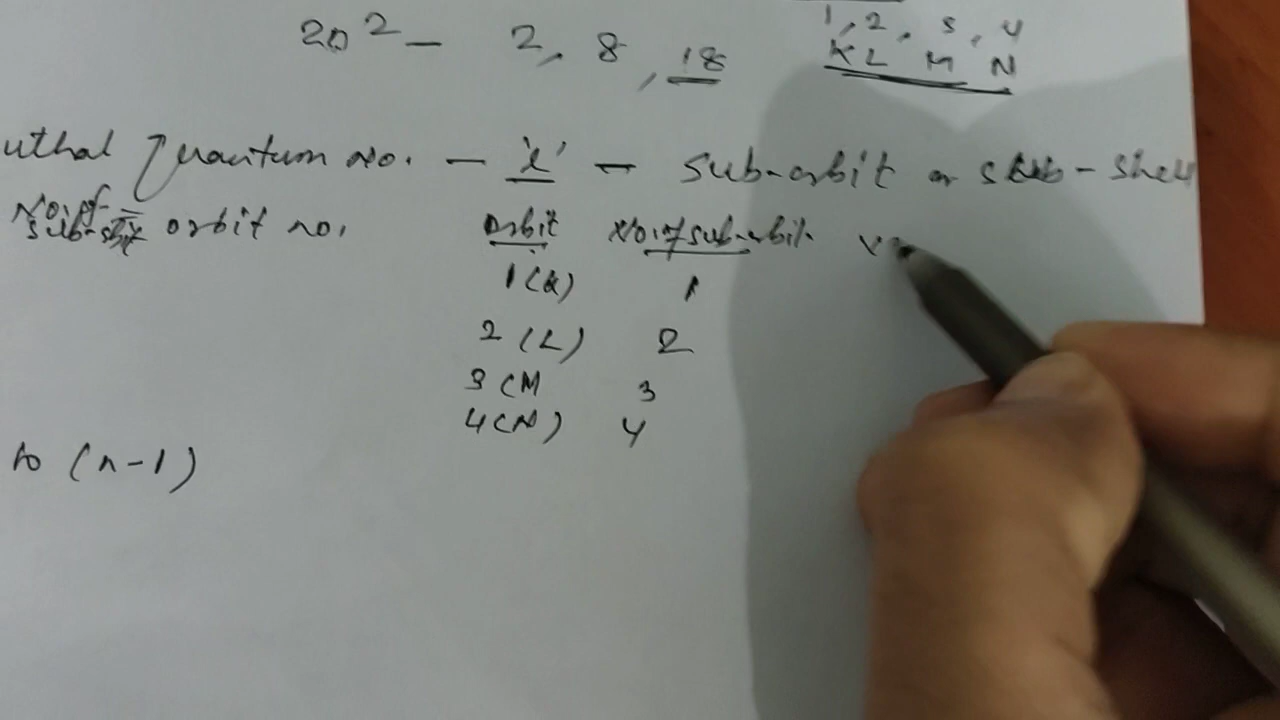 1, 2, 3, 4
2n² – 2, 8, 18
K L M N
uthal Quantum No. – 'l' – Sub-orbit or sub-shell
No. of sub-shell = orbit no. orbit No. of sub-orbit v
1 (K) 1
2 (L) 2
3 (M 3
4 (N) 4
to (n-1)